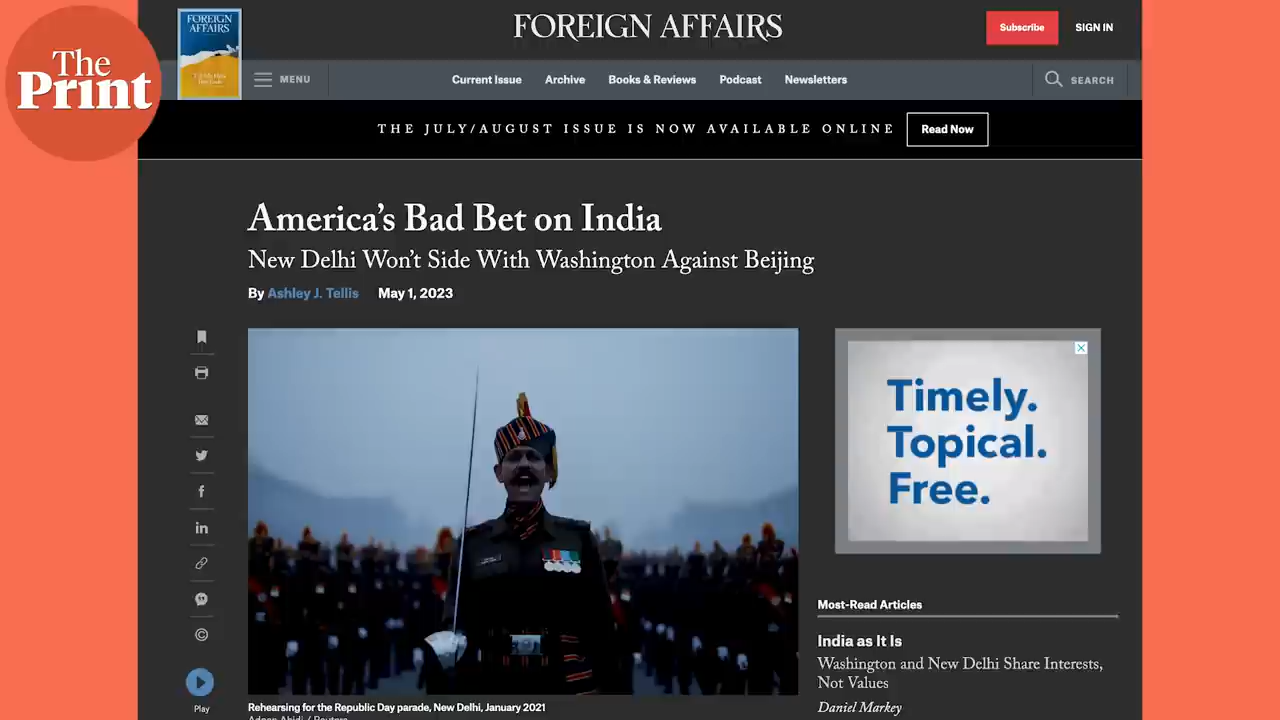 The
Print
FOREIGN
AFFAIRS
FOREIGN AFFAIRS
Subscribe
SIGN IN
MENU
Current Issue
Archive
Books & Reviews
Podcast
Newsletters
SEARCH
THE JULY/AUGUST ISSUE IS NOW AVAILABLE ONLINE
Read Now
America's Bad Bet on India
New Delhi Won't Side With Washington Against Beijing
By Ashley J. Tellis May 1, 2023
Timely.
Topical.
Free.
Most-Read Articles
India as It Is
Washington and New Delhi Share Interests,
Not Values
Daniel Markey
Play
Rehearsing for the Republic Day parade, New Delhi, January 2021